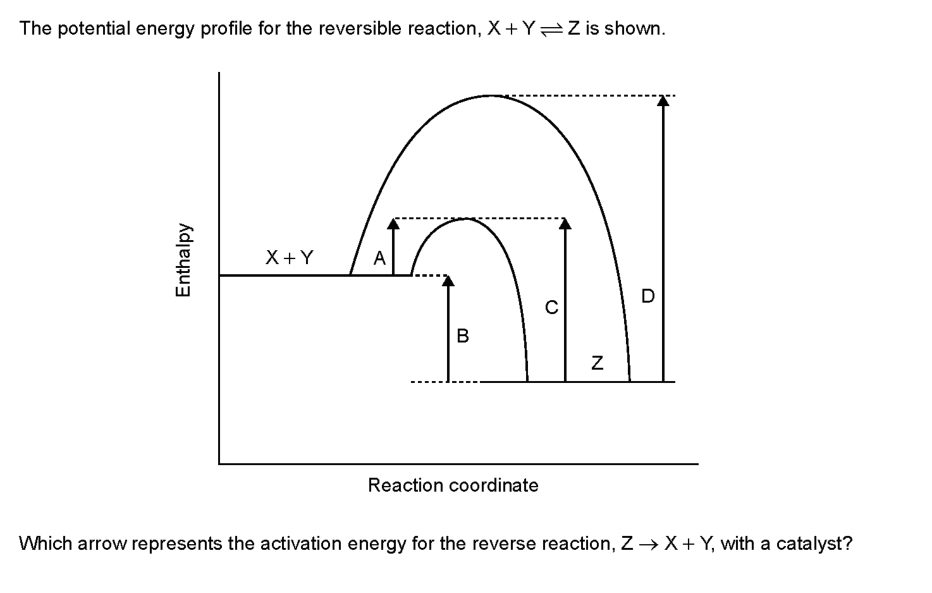 The potential energy profile for the reversible reaction, X + Y ⇌ Z is shown.
Enthalpy
X + Y
A
B
C
D
Z
Reaction coordinate
Which arrow represents the activation energy for the reverse reaction, Z → X + Y, with a catalyst?